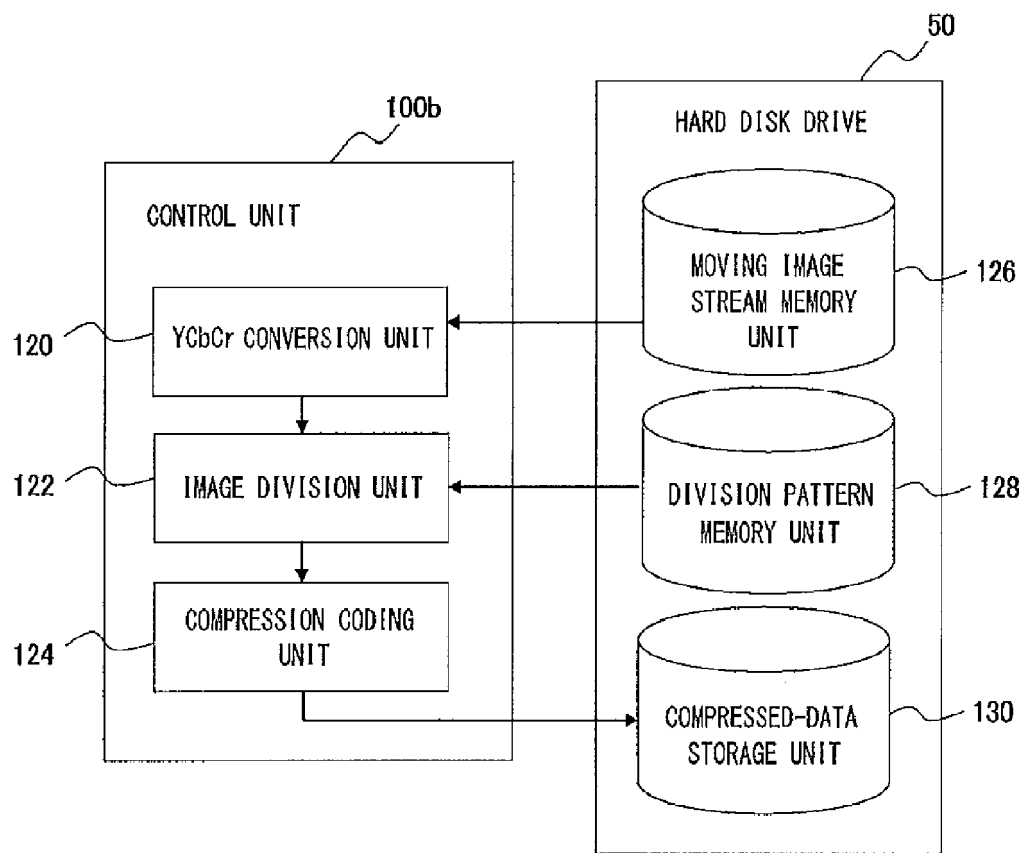 50
100b
HARD DISK DRIVE
CONTROL UNIT
MOVING IMAGE
STREAM MEMORY
UNIT
126
120
YCbCr CONVERSION UNIT
122
IMAGE DIVISION UNIT
DIVISION PATTERN
MEMORY UNIT
128
124
COMPRESSION CODING
UNIT
COMPRESSED-DATA
STORAGE UNIT
130